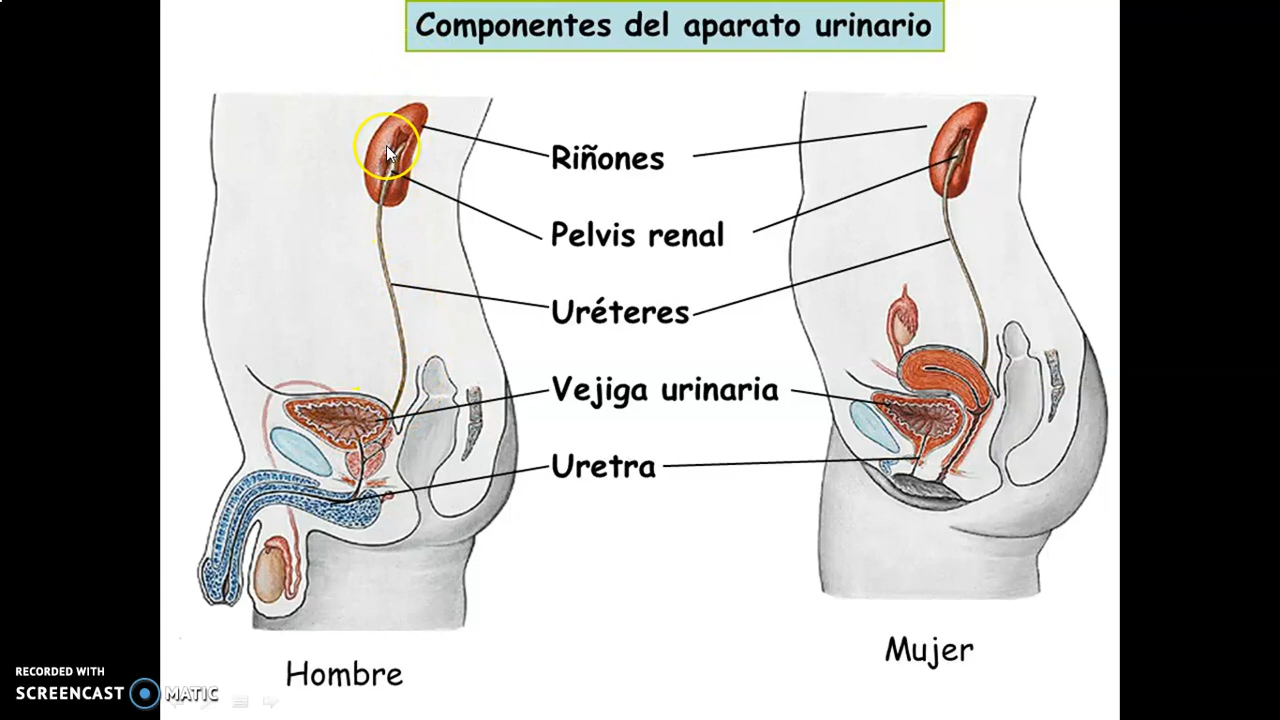 Componentes del aparato urinario
Riñones
Pelvis renal
Uréteres
Vejiga urinaria
Uretra
Hombre
Mujer
RECORDED WITH
SCREENCAST MATIC